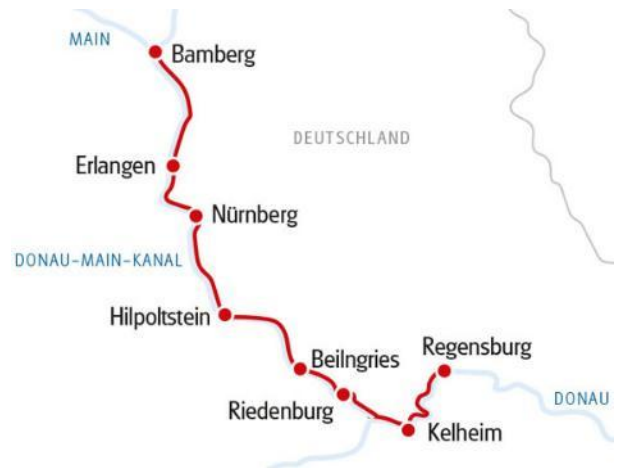 MAIN
Bamberg
DEUTSCHLAND
Erlangen
Nürnberg
DONAU-MAIN-KANAL
Hilpoltstein
Beilngries
Regensburg
Riedenburg
DONAU
Kelheim